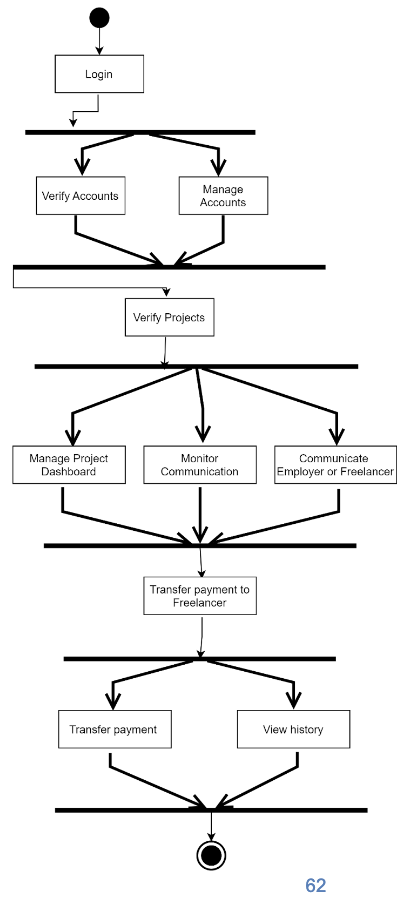 Login
Verify Accounts
Manage
Accounts
Verify Projects
Manage Project
Dashboard
Monitor
Communication
Communicate
Employer or Freelancer
Transfer payment to
Freelancer
Transfer payment
View history
62